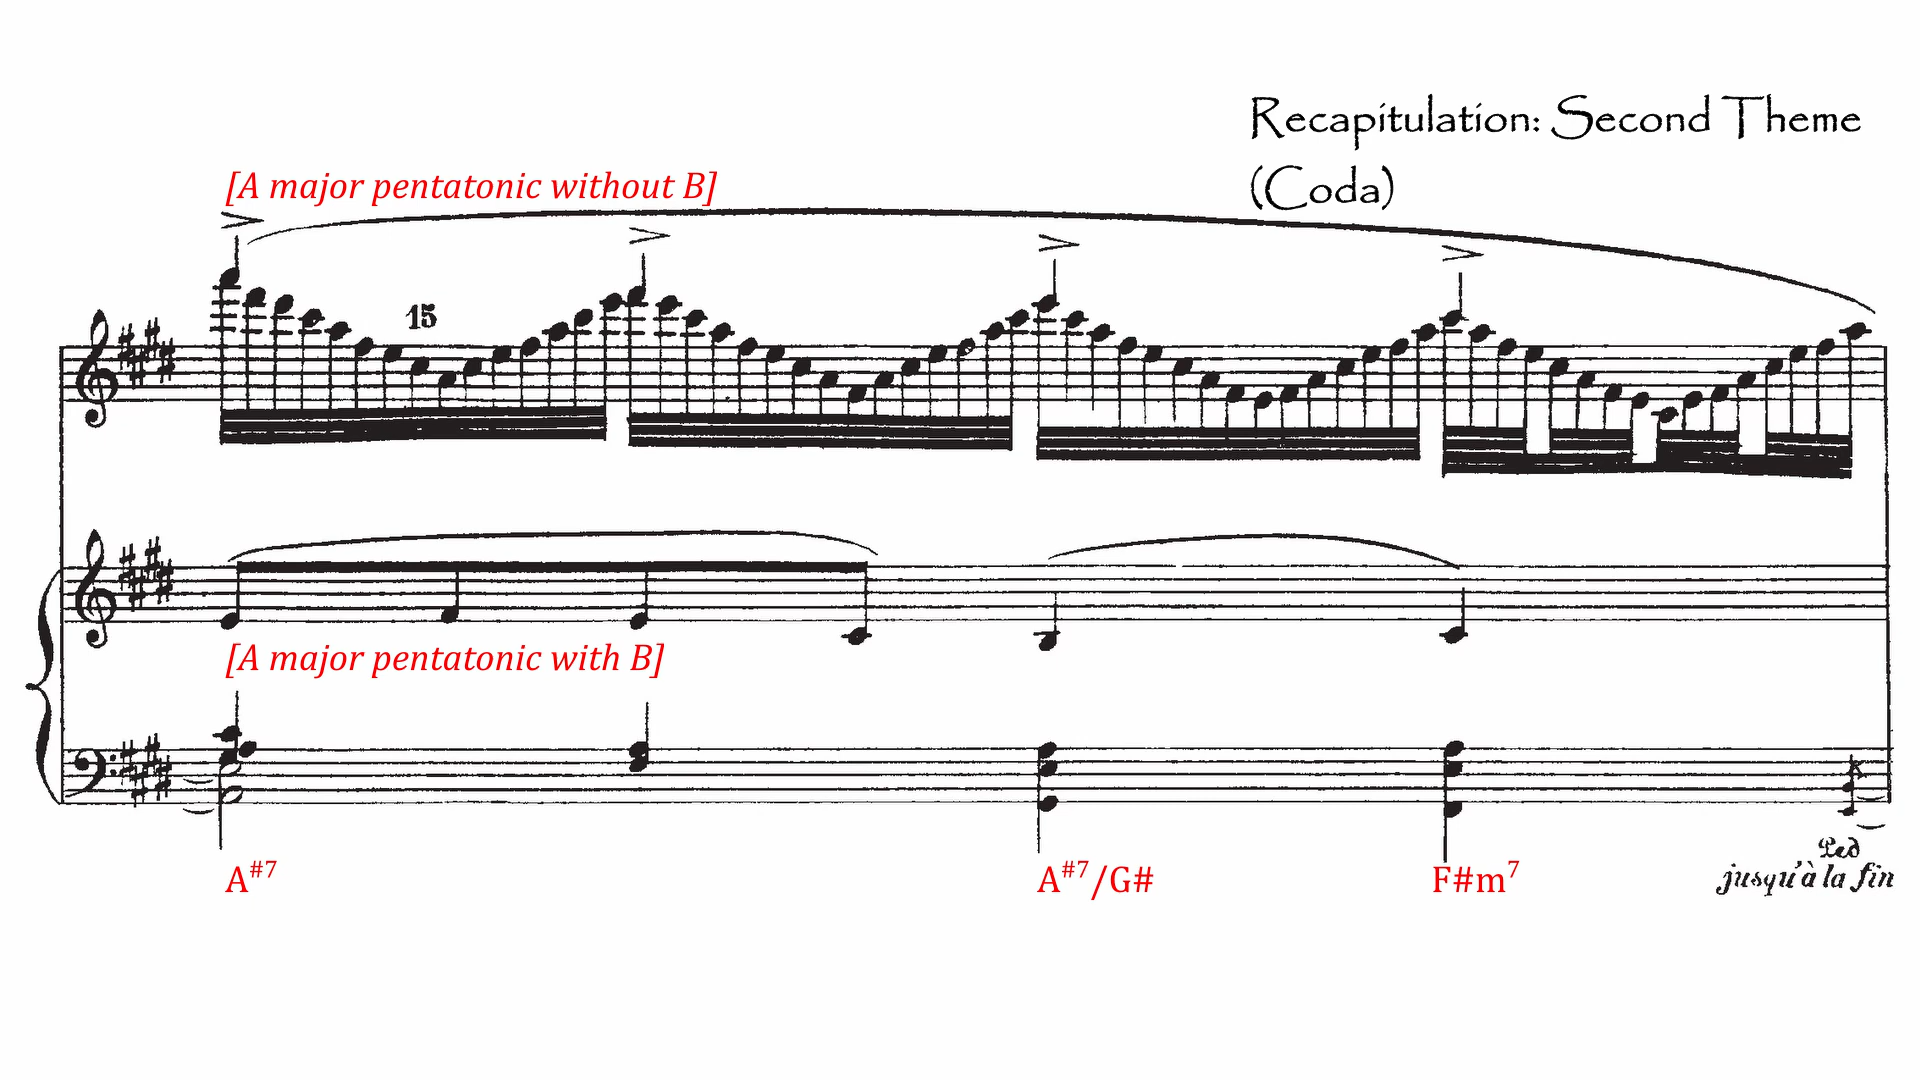 Recapitulation: Second Theme
(Coda)
[A major pentatonic without B]
15
[A major pentatonic with B]
A#7 A#7/G# F#m7
Ped
jusqu'à la fin